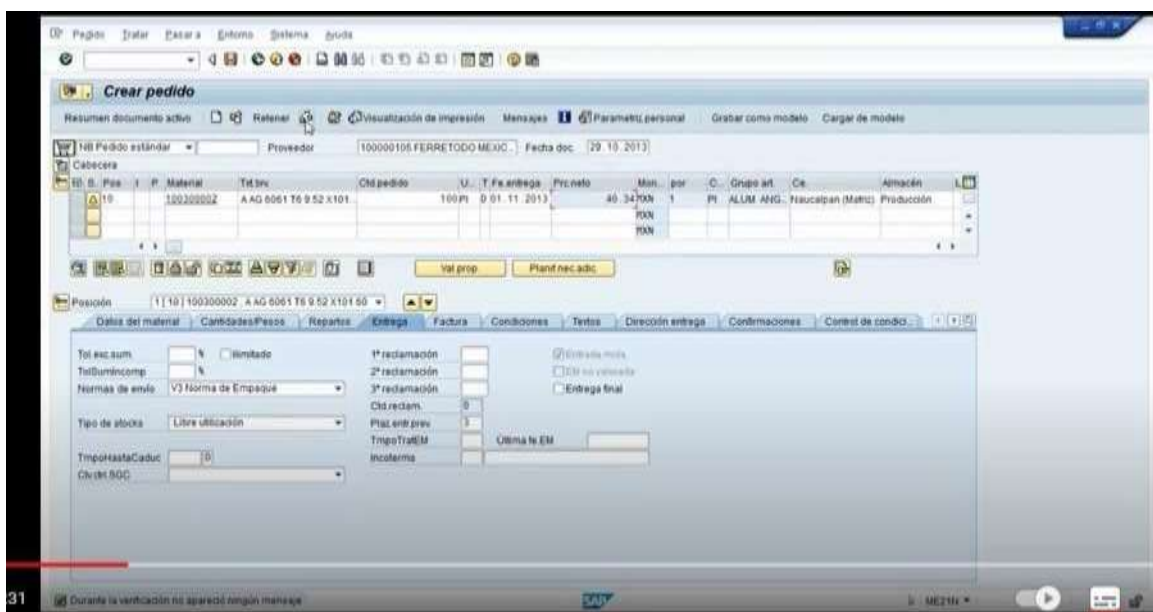 Pedido Tratar Pasar a Entorno Sistema Ayuda
Crear pedido
Resumen documento activo Retener Visualización de impresión Mensajes Parametriz.personal Grabar como modelo Cargar de modelo
NB Pedido estándar Proveedor 100000105 FERRETODO MEXIC.. Fecha doc. 29.10.2013
Cabecera
Pos I P Material Txt.brv. Ctd.pedido U.. T Fe.entrega Prc.neto Mon.. por C.. Grupo art. Ce. Almacén
10 100300002 A AG 6061 T6 9.52 X101.. 100 PI D 01.11.2013 40.34 MXN 1 PI ALUM ANG.. Naucalpan (Matriz) Producción
MXN
MXN
Val.prop. Planif.nec.adic.
Posición 1 [ 10 ] 100300002 , A AG 6061 T6 9.52 X101.60
Datos del material Cantidades/Pesos Repartos Entrega Factura Condiciones Textos Dirección entrega Confirmaciones Control de condici..
Tol.exc.sum. % Ilimitado 1ª reclamación Entrada mcía.
TolSumincomp % 2ª reclamación EM no valorada
Normas de envío V3 Norma de Empaque 3ª reclamación Entrega final
Ctd.reclam. 0
Tipo de stocks Libre utilización Plaz.entr.prev 3
TmpoTratEM Última fe.EM
TmpoHastaCaduc Incoterms
31 Durante la verificación no apareció ningún mensaje SAP ME21N